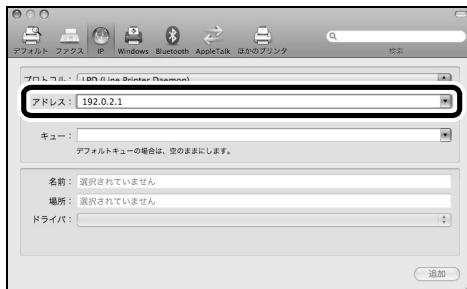 デフォルト ファクス IP Windows Bluetooth AppleTalk ほかのプリンタ 検索
プロトコル： LPD (Line Printer Daemon)
アドレス： 192.0.2.1
キュー：
デフォルトキューの場合は、空のままにします。
名前： 選択されていません
場所： 選択されていません
ドライバ：
追加